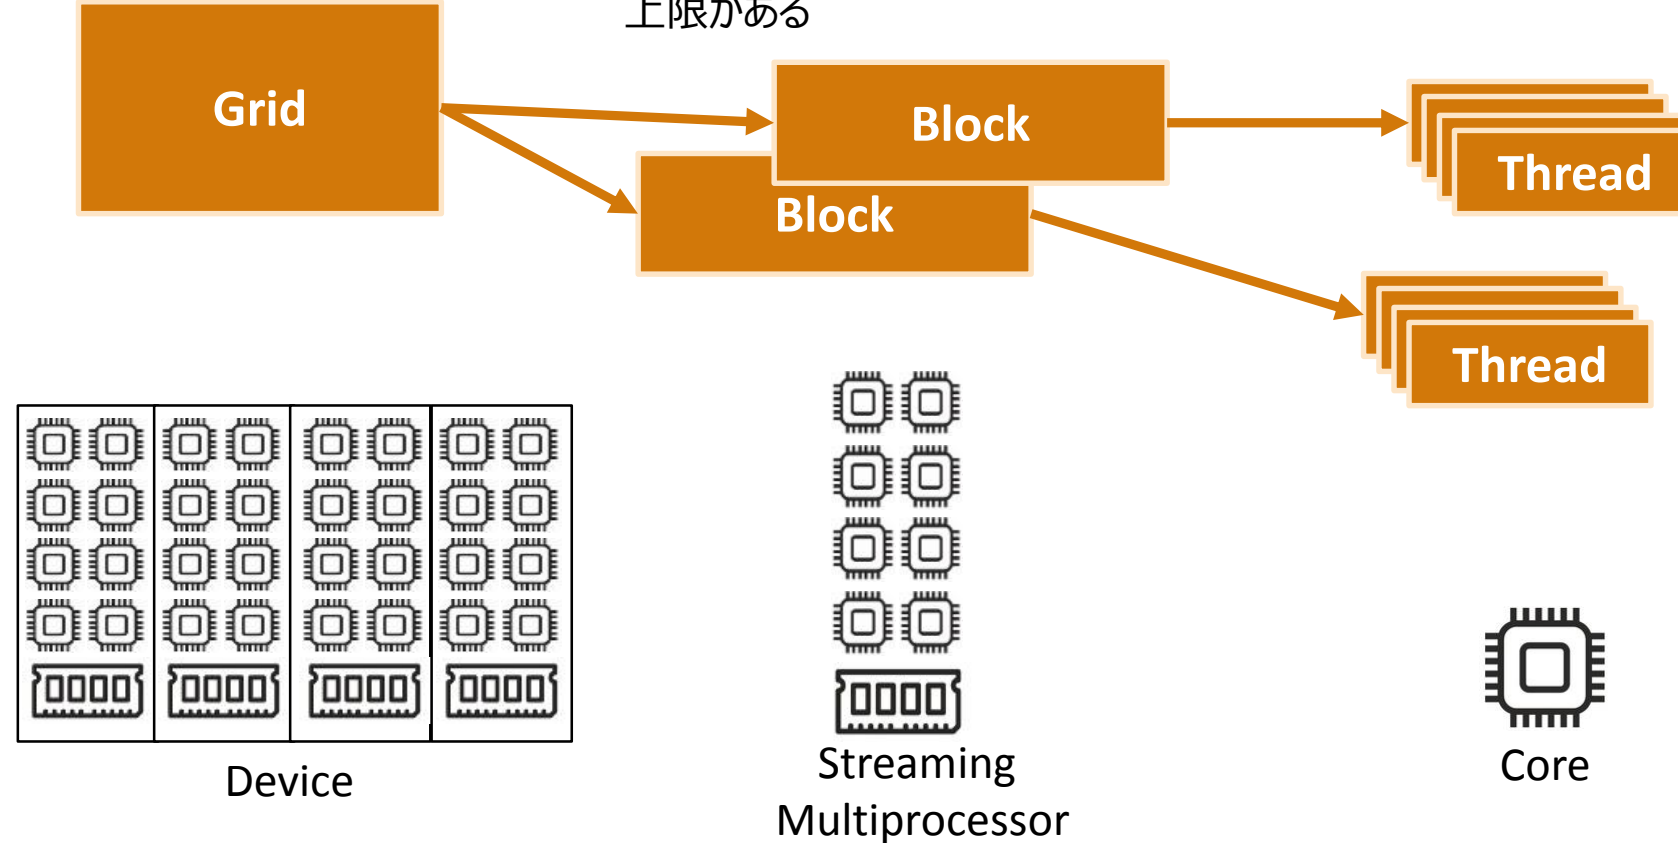 上限がある
Grid
Block
Block
Thread
Thread
Device
Streaming
Multiprocessor
Core